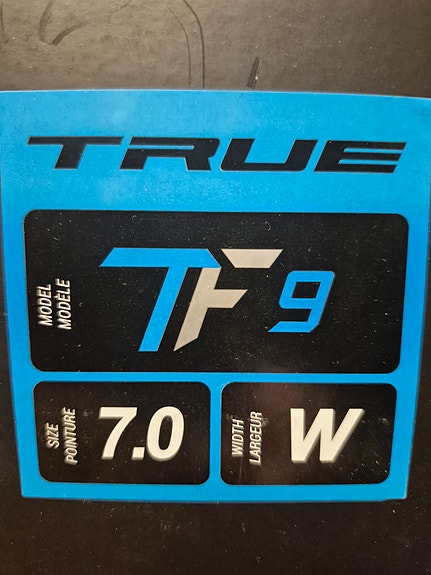 TRUE
MODEL
MODÈLE
TF9
SIZE
POINTURE
7.0
WIDTH
LARGEUR
W